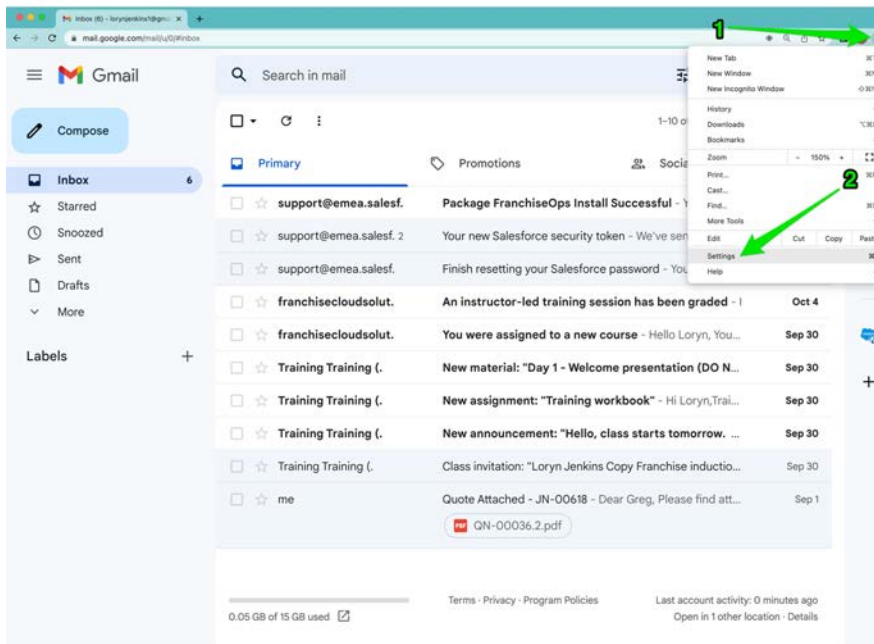 Inbox (6) - lorynjenkins1@gm
mail.google.com/mail/u/0/#inbox
1
Gmail
Search in mail
New Tab
New Window
New Incognito Window
History
Downloads
Bookmarks
Zoom - 150% +
Print...
Cast...
Find...
More Tools
Edit Cut Copy Past
Settings
Help
2
Compose
1–10 o
Primary
Promotions
Socia
Inbox 6
Starred
Snoozed
Sent
Drafts
More
Labels +
support@emea.salesf. Package FranchiseOps Install Successful - Y
support@emea.salesf. 2 Your new Salesforce security token - We've sen
support@emea.salesf. Finish resetting your Salesforce password - You
franchisecloudsolut. An instructor-led training session has been graded - I Oct 4
franchisecloudsolut. You were assigned to a new course - Hello Loryn, You... Sep 30
Training Training (. New material: "Day 1 - Welcome presentation (DO N... Sep 30
Training Training (. New assignment: "Training workbook" - Hi Loryn,Trai... Sep 30
Training Training (. New announcement: "Hello, class starts tomorrow. ... Sep 30
Training Training (. Class invitation: "Loryn Jenkins Copy Franchise inductio... Sep 30
me Quote Attached - JN-00618 - Dear Greg, Please find att... Sep 1
PDF QN-00036.2.pdf
0.05 GB of 15 GB used
Terms · Privacy · Program Policies
Last account activity: 0 minutes ago
Open in 1 other location · Details